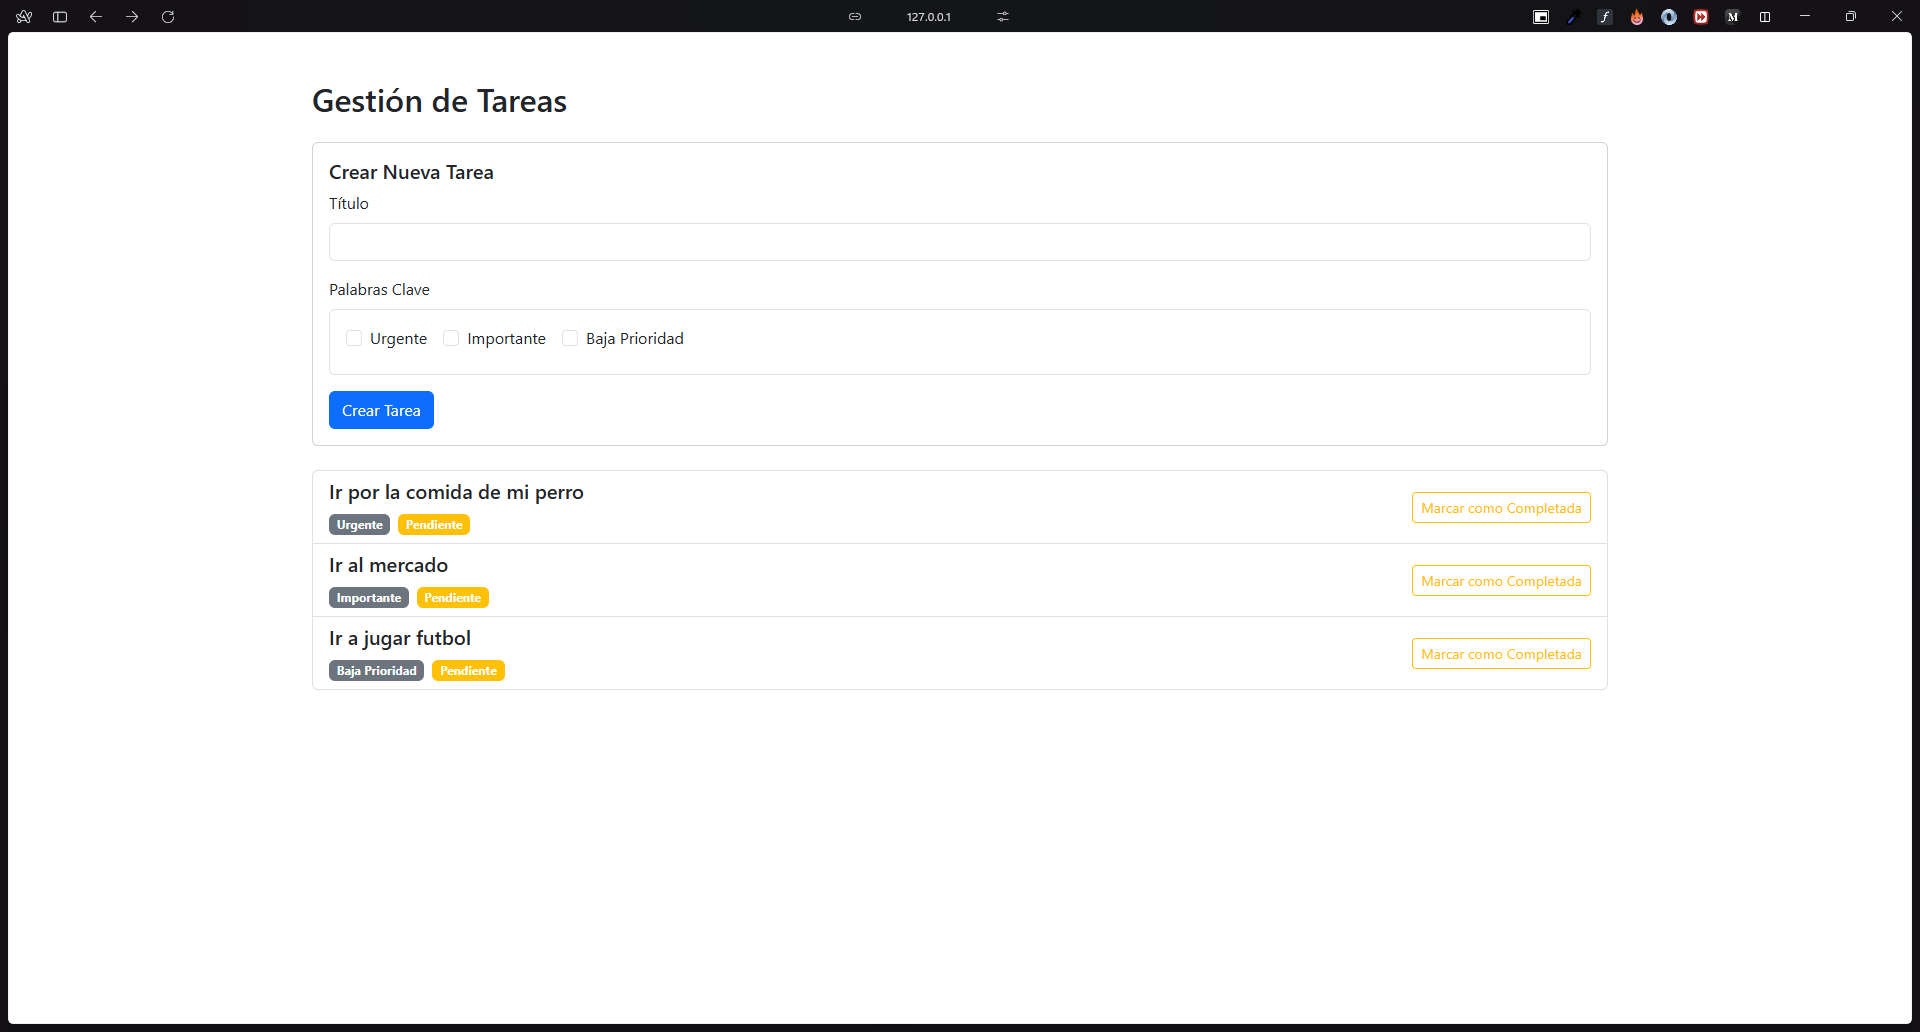 127.0.0.1
Gestión de Tareas
Crear Nueva Tarea
Título
Palabras Clave
Urgente Importante Baja Prioridad
Crear Tarea
Ir por la comida de mi perro
Urgente Pendiente
Marcar como Completada
Ir al mercado
Importante Pendiente
Marcar como Completada
Ir a jugar futbol
Baja Prioridad Pendiente
Marcar como Completada